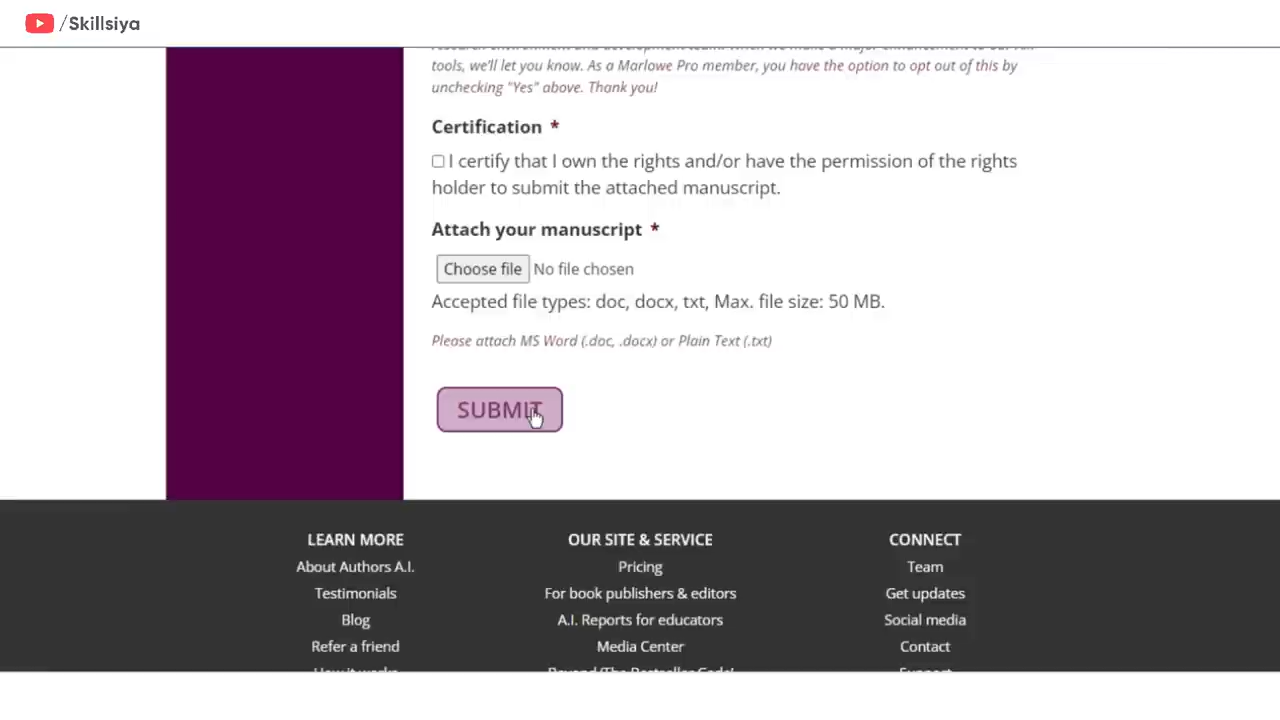 /Skillsiya
tools, we'll let you know. As a Marlowe Pro member, you have the option to opt out of this by
unchecking "Yes" above. Thank you!
Certification *
I certify that I own the rights and/or have the permission of the rights
holder to submit the attached manuscript.
Attach your manuscript *
Choose file No file chosen
Accepted file types: doc, docx, txt, Max. file size: 50 MB.
Please attach MS Word (.doc, .docx) or Plain Text (.txt)
SUBMIT
LEARN MORE OUR SITE & SERVICE CONNECT
About Authors A.I. Pricing Team
Testimonials For book publishers & editors Get updates
Blog A.I. Reports for educators Social media
Refer a friend Media Center Contact